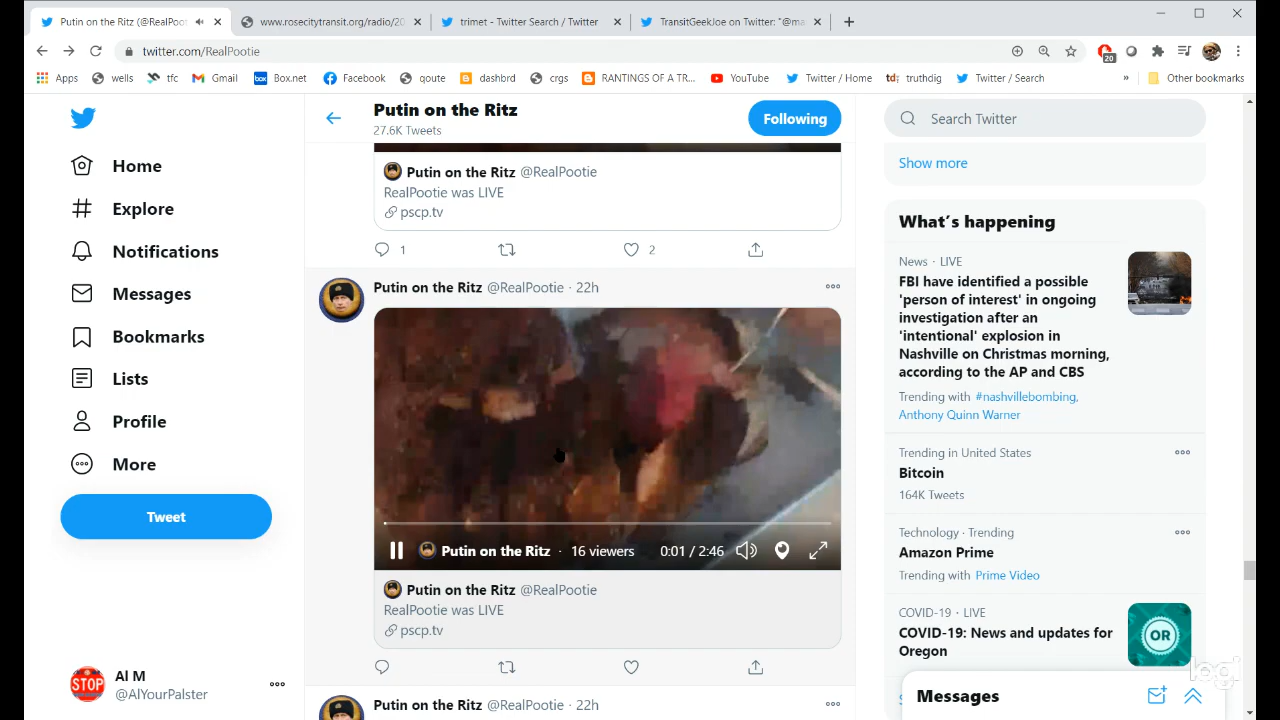 Putin on the Ritz (@RealPoot
www.rosecitytransit.org/radio/20
trimet - Twitter Search / Twitter
TransitGeekJoe on Twitter: "@ma
twitter.com/RealPootie
20
Apps
wells
tfc
Gmail
box
Box.net
Facebook
qoute
dashbrd
crgs
RANTINGS OF A TR...
YouTube
Twitter / Home
td;
truthdig
Twitter / Search
»
Other bookmarks
Home
Explore
Notifications
Messages
Bookmarks
Lists
Profile
More
Tweet
STOP
Al M
@AlYourPalster
Putin on the Ritz
27.6K Tweets
Following
Putin on the Ritz @RealPootie
RealPootie was LIVE
pscp.tv
1
2
Putin on the Ritz @RealPootie · 22h
Putin on the Ritz · 16 viewers
0:01 / 2:46
Putin on the Ritz @RealPootie
RealPootie was LIVE
pscp.tv
Putin on the Ritz @RealPootie · 22h
Search Twitter
Show more
What's happening
News · LIVE
FBI have identified a possible
'person of interest' in ongoing
investigation after an
'intentional' explosion in
Nashville on Christmas morning,
according to the AP and CBS
Trending with #nashvillebombing,
Anthony Quinn Warner
Trending in United States
Bitcoin
164K Tweets
Technology · Trending
Amazon Prime
Trending with Prime Video
COVID-19 · LIVE
COVID-19: News and updates for
Oregon
OR
Messages